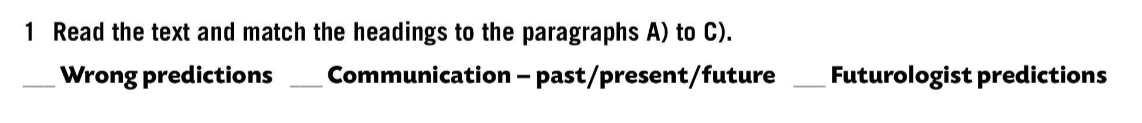 1 Read the text and match the headings to the paragraphs A) to C).
___ Wrong predictions ___ Communication – past/present/future ___ Futurologist predictions